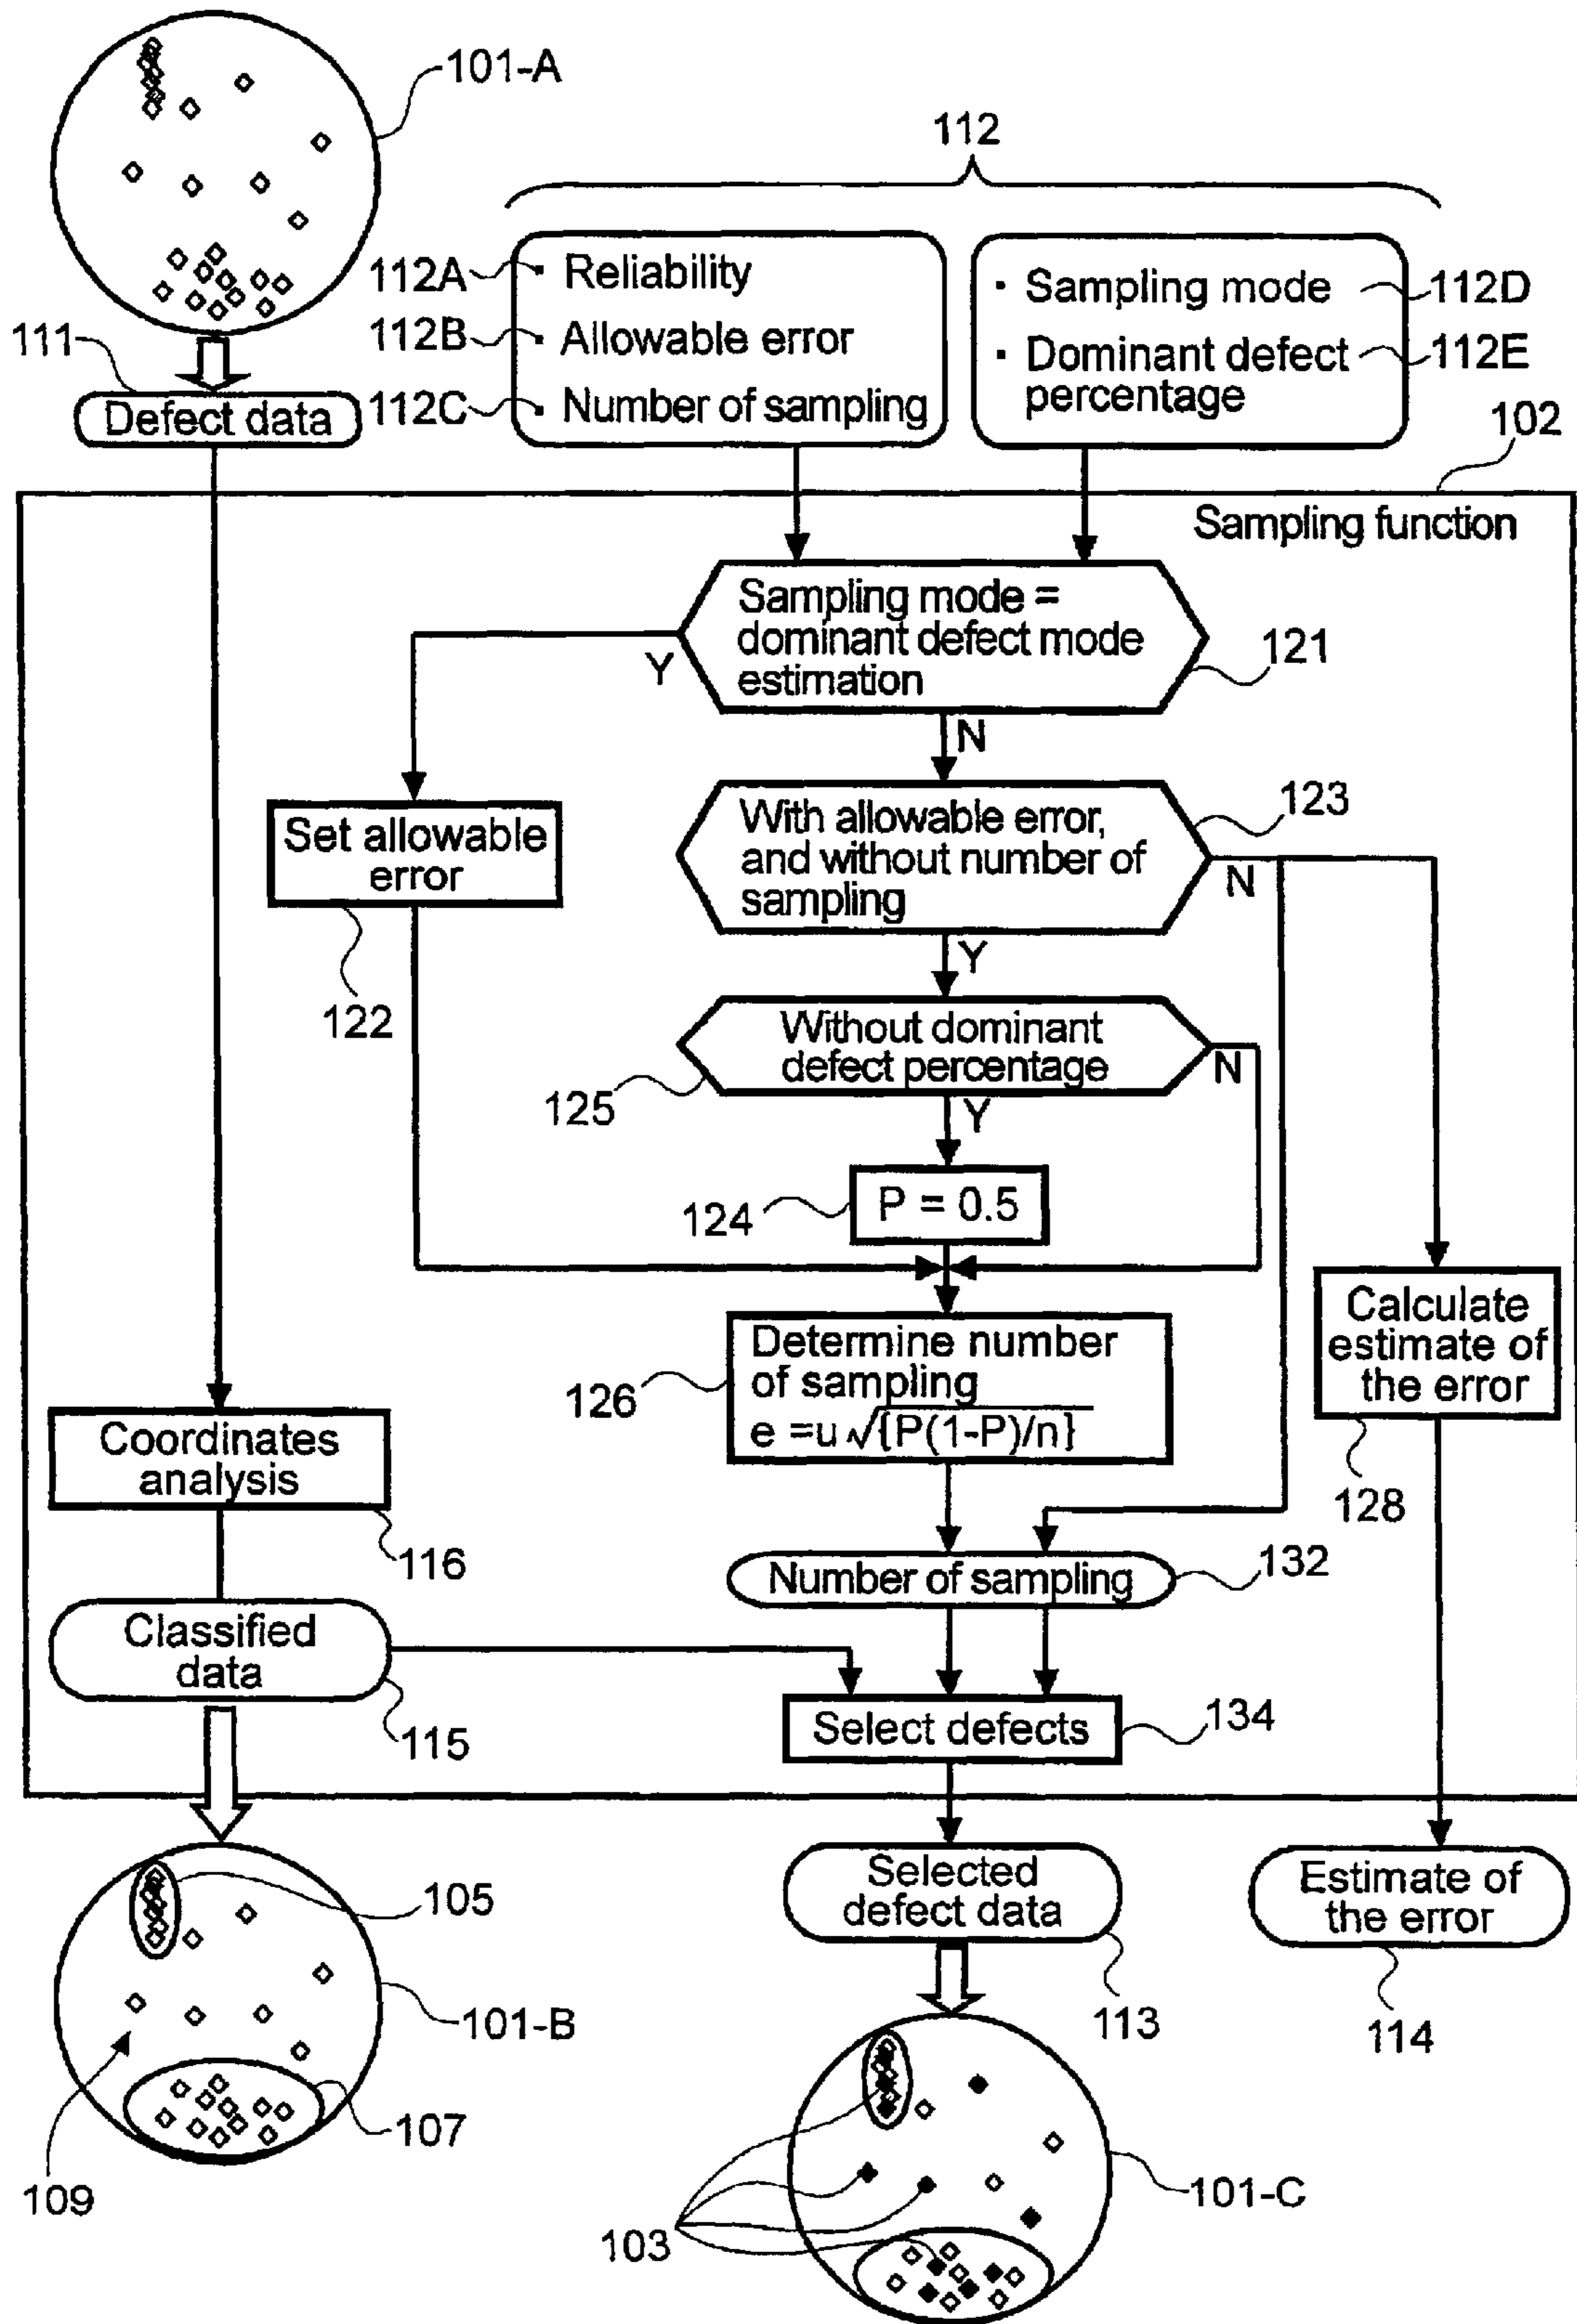 101-A
112
112A
· Reliability
112B
· Allowable error
112C
· Number of sampling
· Sampling mode
112D
· Dominant defect
percentage
112E
111
Defect data
102
Sampling function
Sampling mode =
dominant defect mode
estimation
121
Y
N
Set allowable
error
122
With allowable error,
and without number of
sampling
123
N
Y
Without dominant
defect percentage
125
N
Y
124
P = 0.5
126
Determine number
of sampling
e =u √{P(1-P)/n}
Calculate
estimate of
the error
128
Coordinates
analysis
116
Number of sampling
132
Classified
data
115
Select defects
134
105
Selected
defect data
113
Estimate of
the error
114
101-B
107
109
101-C
103